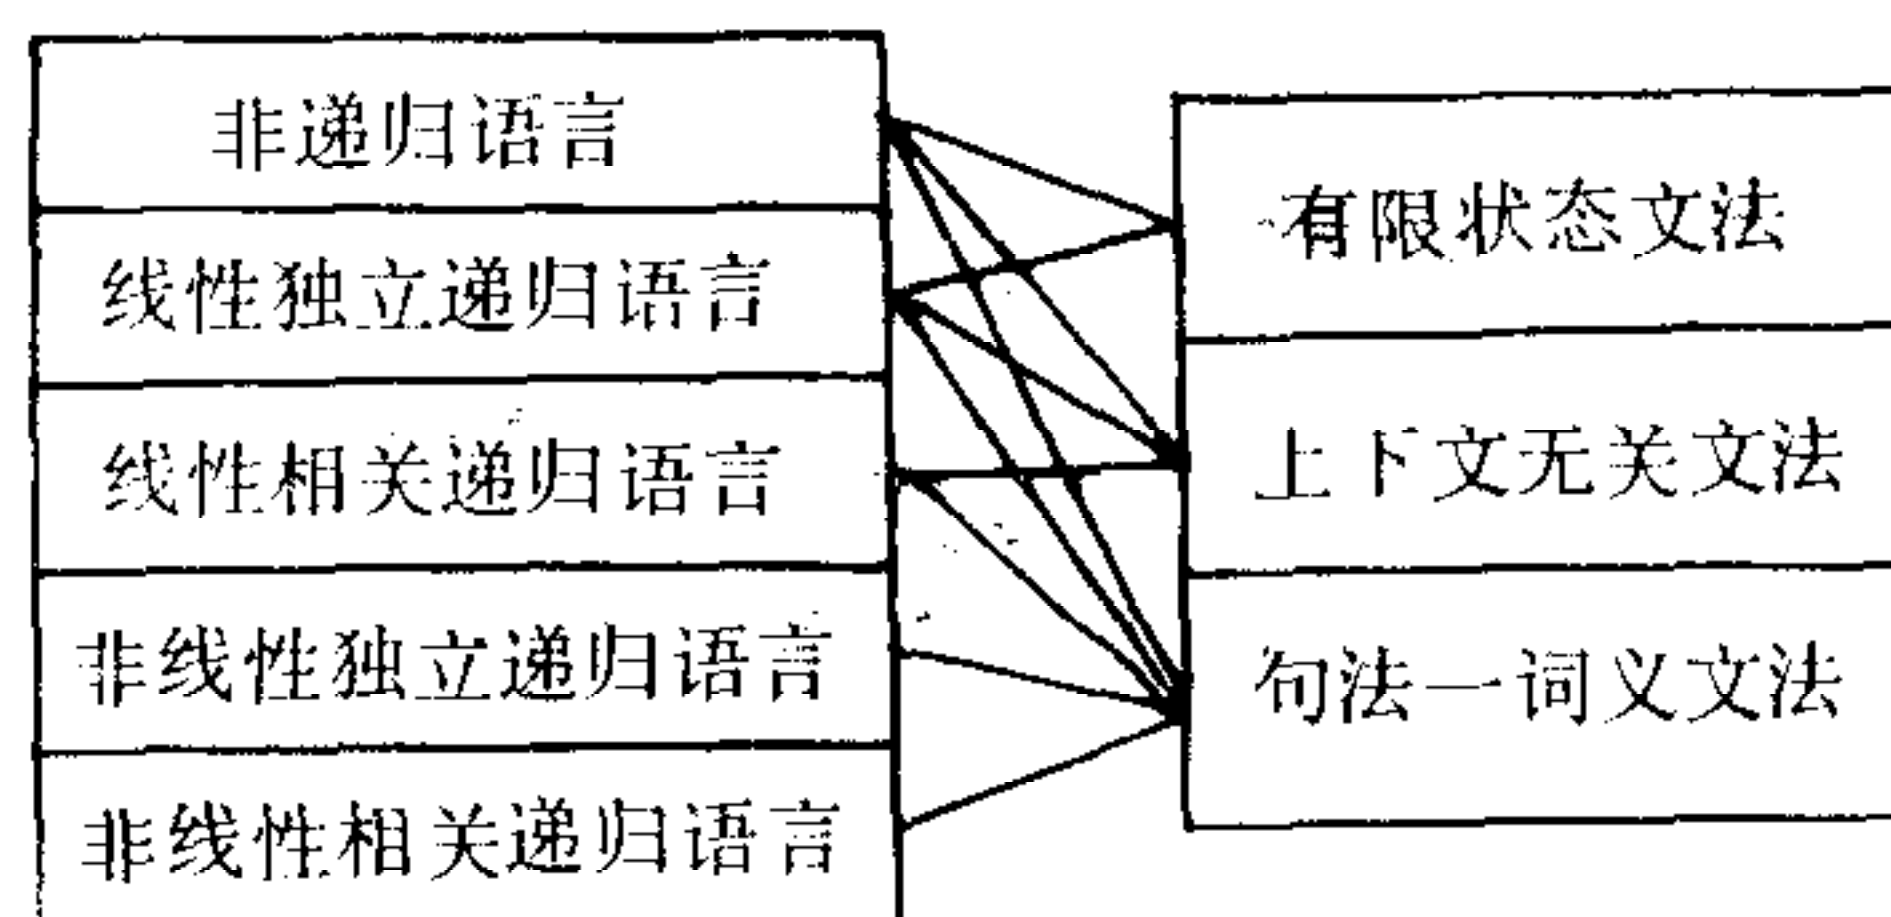 非递归语言
线性独立递归语言
线性相关递归语言
非线性独立递归语言
非线性相关递归语言
有限状态文法
上下文无关文法
句法一词义文法